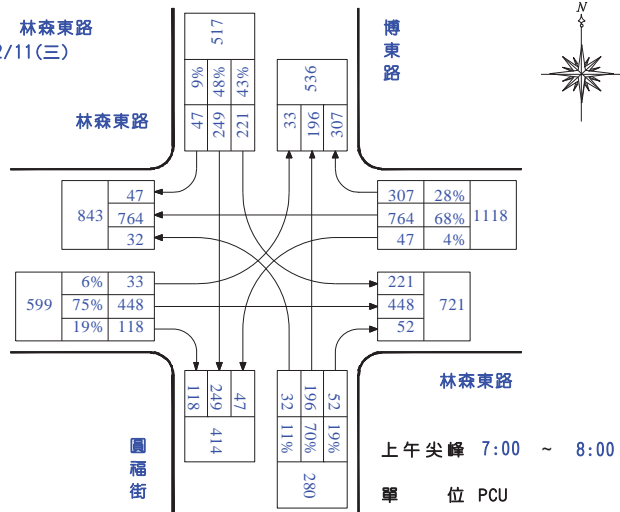 林森東路
2/11(三)
N
博東路
517
9% 48% 43%
47 249 221
536
33 196 307
林森東路
843
47
764
32
307 28%
764 68%
47 4%
1118
599
6% 33
75% 448
19% 118
221
448
52
721
118 249 47
414
32 196 52
11% 70% 19%
280
林森東路
圓福街
上午尖峰 7:00 ~ 8:00
單 位 PCU